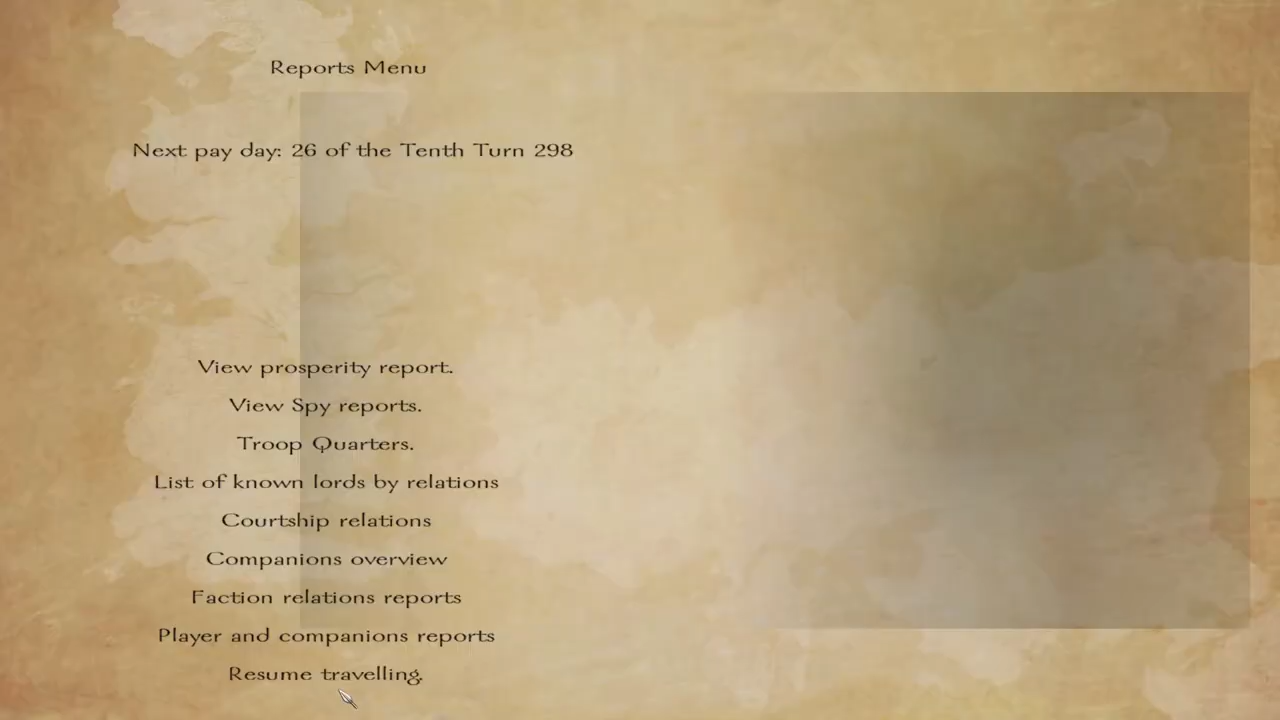 Reports Menu
Next pay day: 26 of the Tenth Turn 298
View prosperity report.
View Spy reports.
Troop Quarters.
List of known lords by relations
Courtship relations
Companions overview
Faction relations reports
Player and companions reports
Resume travelling.